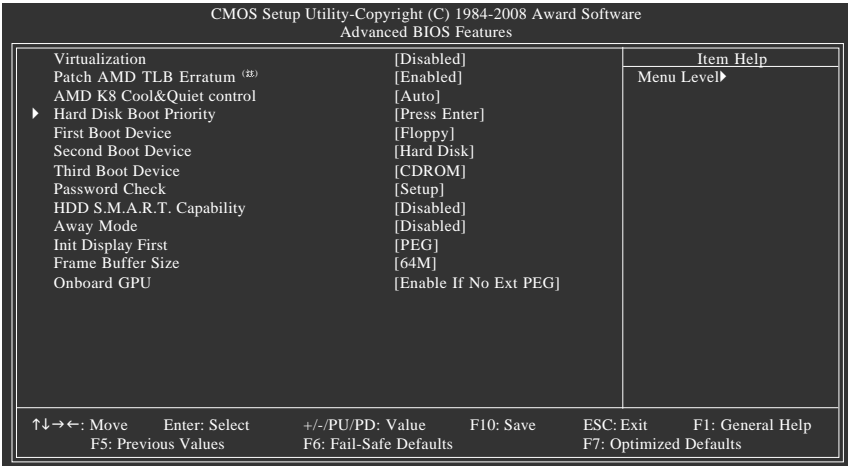 CMOS Setup Utility-Copyright (C) 1984-2008 Award Software
Advanced BIOS Features
Virtualization [Disabled]
Patch AMD TLB Erratum (註) [Enabled]
AMD K8 Cool&Quiet control [Auto]
Hard Disk Boot Priority [Press Enter]
First Boot Device [Floppy]
Second Boot Device [Hard Disk]
Third Boot Device [CDROM]
Password Check [Setup]
HDD S.M.A.R.T. Capability [Disabled]
Away Mode [Disabled]
Init Display First [PEG]
Frame Buffer Size [64M]
Onboard GPU [Enable If No Ext PEG]
Item Help
Menu Level▶
↑↓→←: Move Enter: Select +/-/PU/PD: Value F10: Save ESC: Exit F1: General Help
F5: Previous Values F6: Fail-Safe Defaults F7: Optimized Defaults